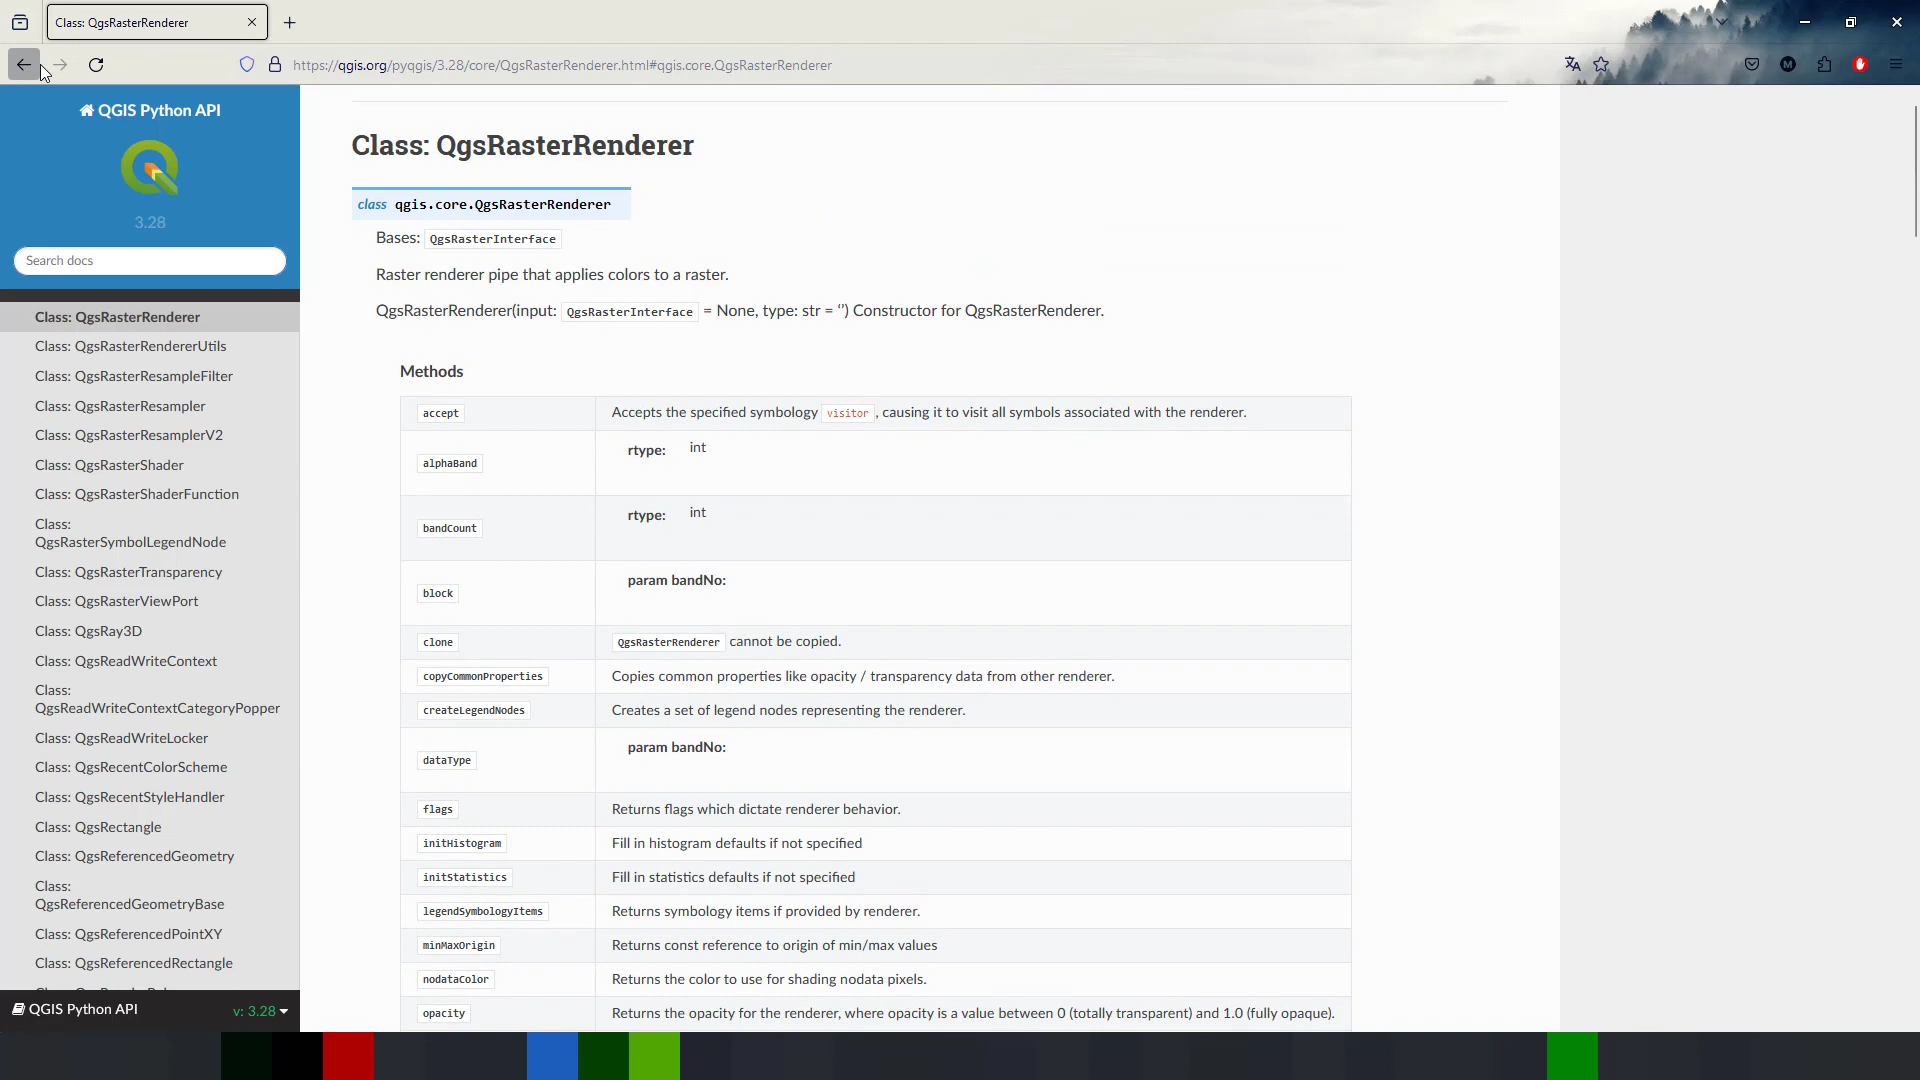 Class: QgsRasterRenderer
https://qgis.org/pyqgis/3.28/core/QgsRasterRenderer.html#qgis.core.QgsRasterRenderer
QGIS Python API
3.28
Search docs
Class: QgsRasterRenderer
Class: QgsRasterRendererUtils
Class: QgsRasterResampleFilter
Class: QgsRasterResampler
Class: QgsRasterResamplerV2
Class: QgsRasterShader
Class: QgsRasterShaderFunction
Class:
QgsRasterSymbolLegendNode
Class: QgsRasterTransparency
Class: QgsRasterViewPort
Class: QgsRay3D
Class: QgsReadWriteContext
Class:
QgsReadWriteContextCategoryPopper
Class: QgsReadWriteLocker
Class: QgsRecentColorScheme
Class: QgsRecentStyleHandler
Class: QgsRectangle
Class: QgsReferencedGeometry
Class:
QgsReferencedGeometryBase
Class: QgsReferencedPointXY
Class: QgsReferencedRectangle
QGIS Python API v: 3.28
Class: QgsRasterRenderer
class qgis.core.QgsRasterRenderer
Bases: QgsRasterInterface
Raster renderer pipe that applies colors to a raster.
QgsRasterRenderer(input: QgsRasterInterface = None, type: str = ‘’) Constructor for QgsRasterRenderer.
Methods
accept Accepts the specified symbology visitor, causing it to visit all symbols associated with the renderer.
alphaBand rtype: int
bandCount rtype: int
block param bandNo:
clone QgsRasterRenderer cannot be copied.
copyCommonProperties Copies common properties like opacity / transparency data from other renderer.
createLegendNodes Creates a set of legend nodes representing the renderer.
dataType param bandNo:
flags Returns flags which dictate renderer behavior.
initHistogram Fill in histogram defaults if not specified
initStatistics Fill in statistics defaults if not specified
legendSymbologyItems Returns symbology items if provided by renderer.
minMaxOrigin Returns const reference to origin of min/max values
nodataColor Returns the color to use for shading nodata pixels.
opacity Returns the opacity for the renderer, where opacity is a value between 0 (totally transparent) and 1.0 (fully opaque).